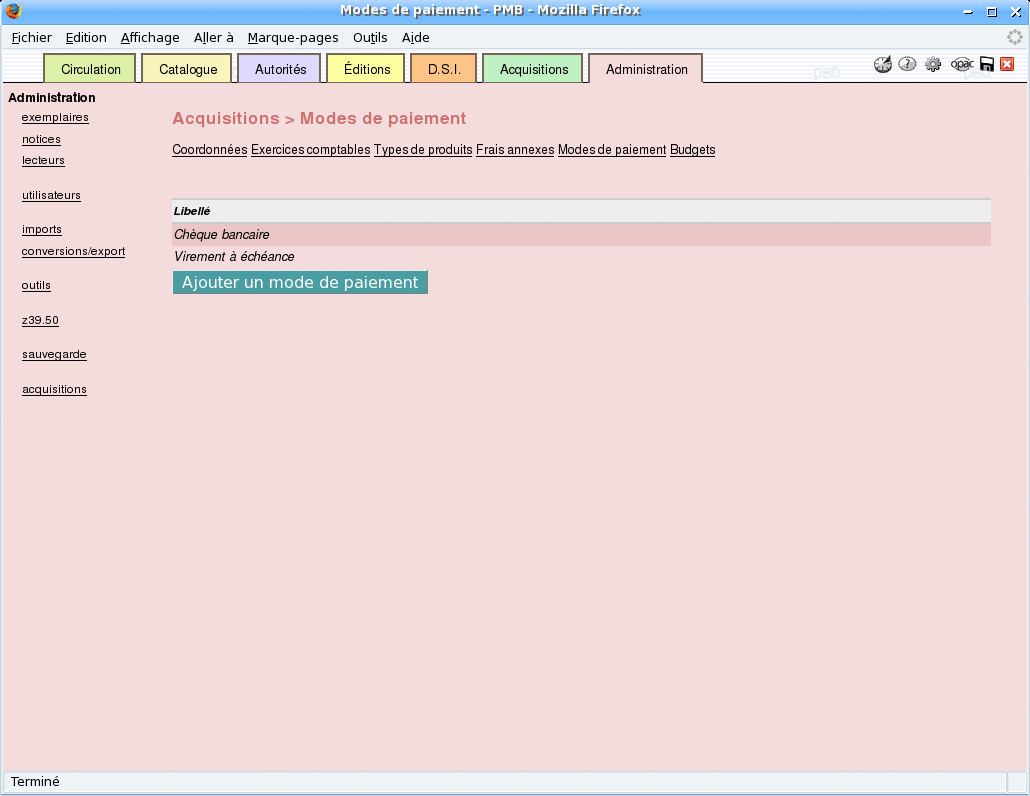 Modes de paiement - PMB - Mozilla Firefox
Fichier Edition Affichage Aller à Marque-pages Outils Aide
Circulation Catalogue Autorités Éditions D.S.I. Acquisitions Administration
? opac
Administration
exemplaires
notices
lecteurs
utilisateurs
imports
conversions/export
outils
z39.50
sauvegarde
acquisitions
Acquisitions > Modes de paiement
Coordonnées Exercices comptables Types de produits Frais annexes Modes de paiement Budgets
Libellé
Chèque bancaire
Virement à échéance
Ajouter un mode de paiement
Terminé